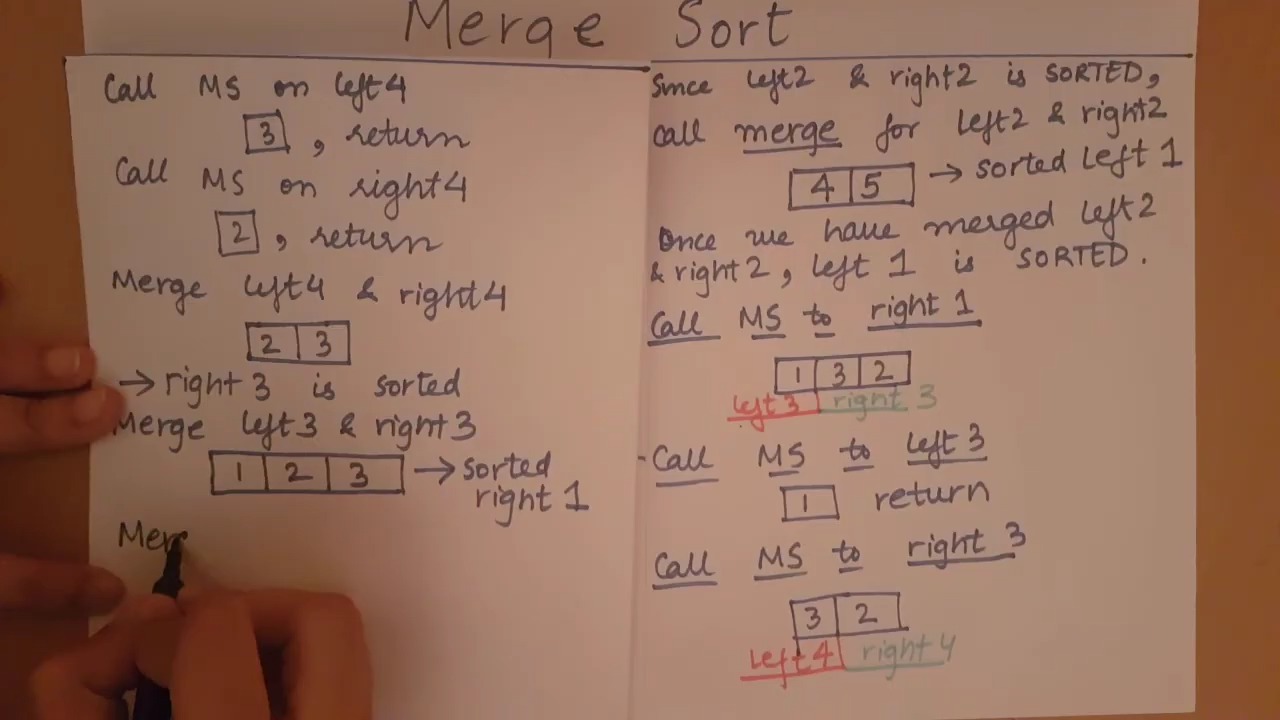 Merge Sort
Call MS on left4
3, return
Call MS on right4
2, return
Merge left4 & right4
2 3
→ right 3 is sorted
Merge left3 & right3
1 2 3 → sorted
right 1
Mer
Since left2 & right2 is SORTED,
call merge for left2 & right2
4 5 → sorted left 1
Once we have merged left2
& right2, left 1 is SORTED.
Call MS to right 1
1 3 2
left3 right 3
Call MS to left 3
1 return
Call MS to right 3
3 2
left4 right4